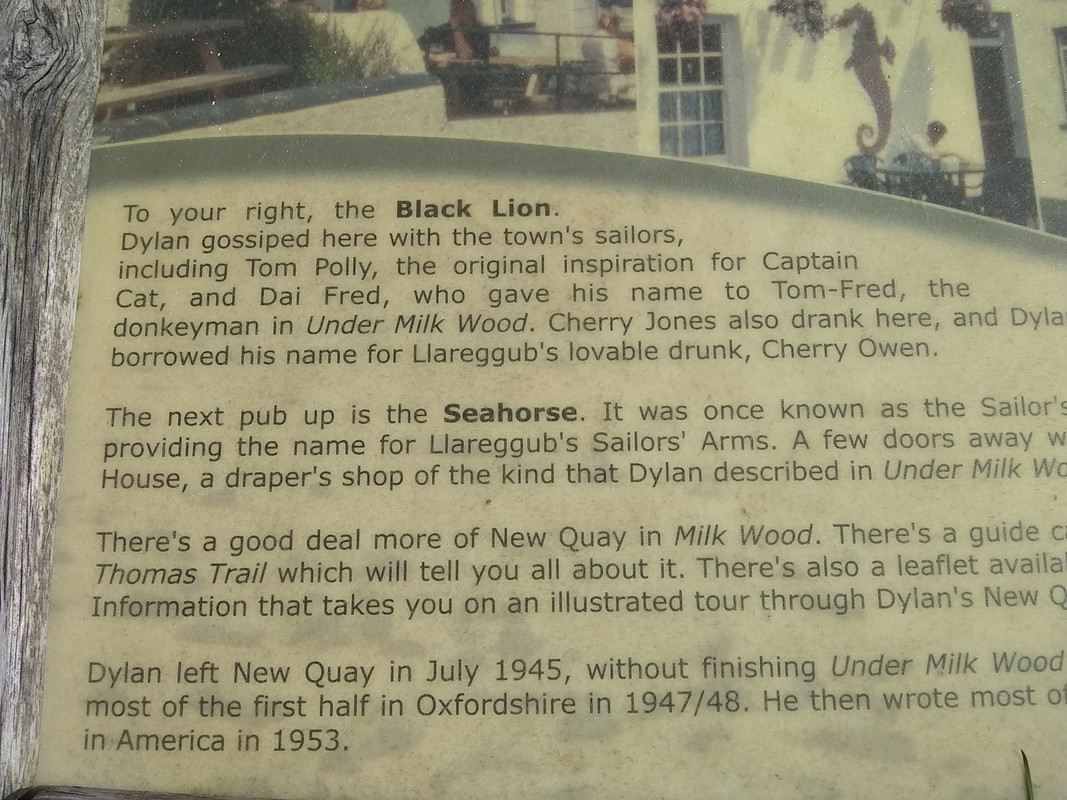 To your right, the Black Lion.
Dylan gossiped here with the town's sailors,
including Tom Polly, the original inspiration for Captain
Cat, and Dai Fred, who gave his name to Tom-Fred, the
donkeyman in Under Milk Wood. Cherry Jones also drank here, and
borrowed his name for Llareggub's lovable drunk, Cherry Owen.
The next pub up is the Seahorse. It was once known as the Sailor's
providing the name for Llareggub's Sailors' Arms. A few doors away
House, a draper's shop of the kind that Dylan described in Under Milk
There's a good deal more of New Quay in Milk Wood. There's a guide
Thomas Trail which will tell you all about it. There's also a leaflet
Information that takes you on an illustrated tour through Dylan's New
Dylan left New Quay in July 1945, without finishing Under Milk Wood
most of the first half in Oxfordshire in 1947/48. He then wrote most
in America in 1953.